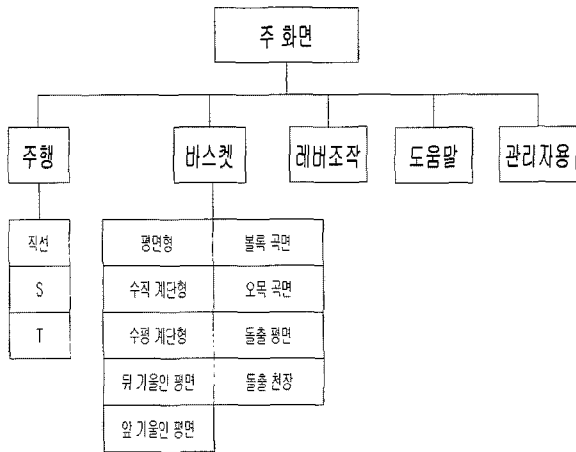 주 화면
주행
바스켓
레버조작
도움말
관리자용
직선
S
T
평면형
볼록 곡면
수직 계단형
오목 곡면
수평 계단형
돌출 평면
뒤 기울인 평면
돌출 천장
앞 기울인 평면